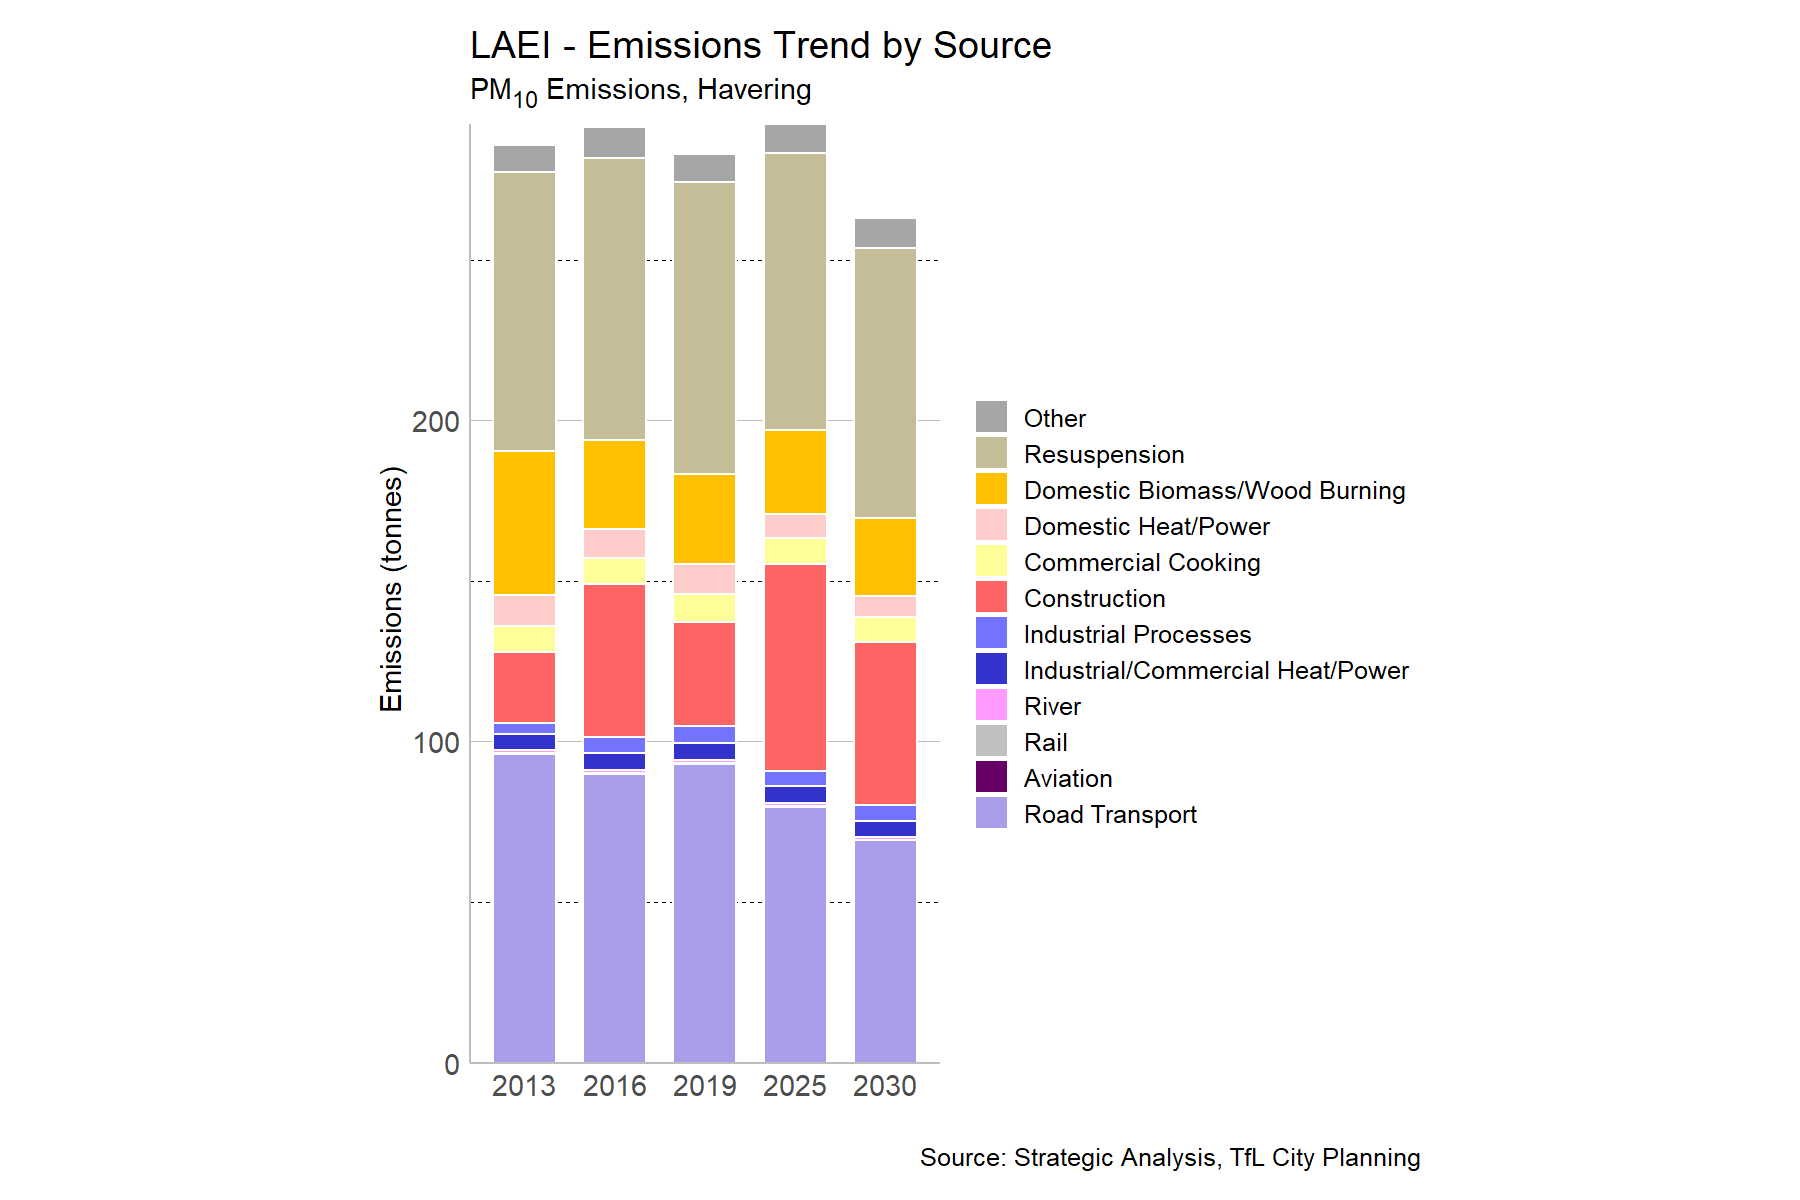 LAEI - Emissions Trend by Source
PM10 Emissions, Havering
Emissions (tonnes)
200
100
0
2013 2016 2019 2025 2030
Other
Resuspension
Domestic Biomass/Wood Burning
Domestic Heat/Power
Commercial Cooking
Construction
Industrial Processes
Industrial/Commercial Heat/Power
River
Rail
Aviation
Road Transport
Source: Strategic Analysis, TfL City Planning